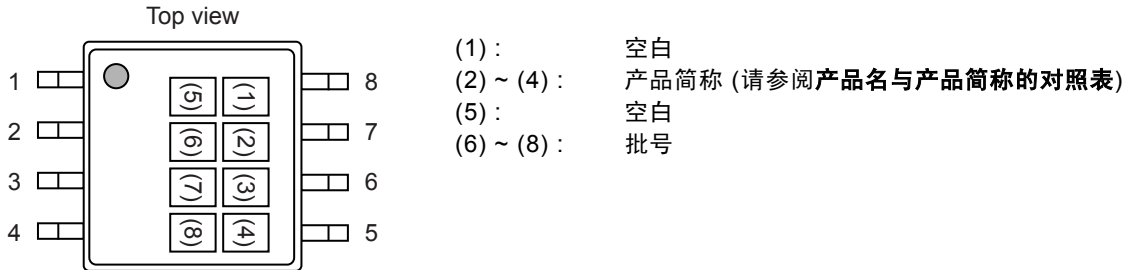 Top view
1
2
3
4
(5) (1)
(6) (2)
(7) (3)
(8) (4)
8
7
6
5
(1) : 空白
(2) ~ (4) : 产品简称 (请参阅产品名与产品简称的对照表)
(5) : 空白
(6) ~ (8) : 批号